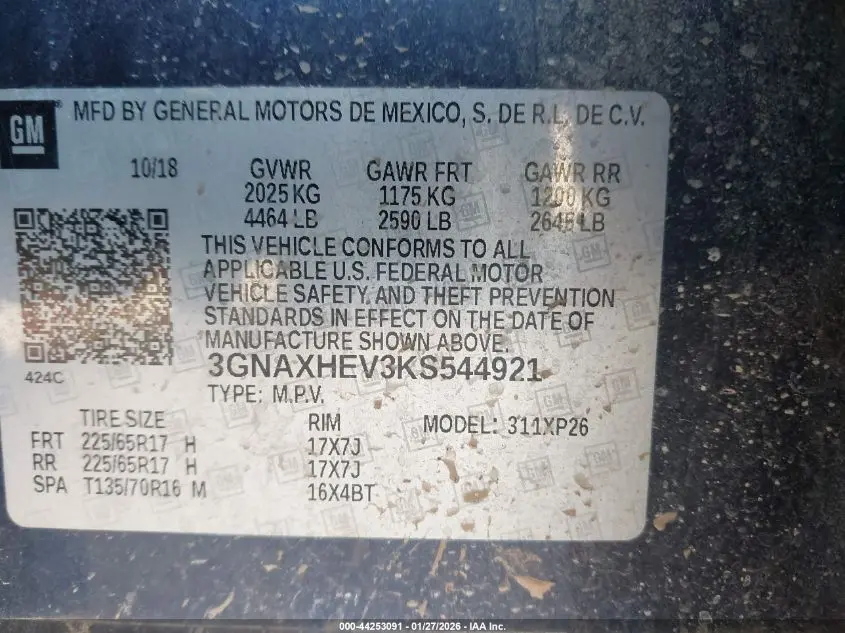 GM
MFD BY GENERAL MOTORS DE MEXICO, S. DE R.L. DE C.V.
10/18 GVWR GAWR FRT GAWR RR
2025 KG 1175 KG 1200 KG
4464 LB 2590 LB 2645 LB
THIS VEHICLE CONFORMS TO ALL
APPLICABLE U.S. FEDERAL MOTOR
VEHICLE SAFETY, AND THEFT PREVENTION
STANDARDS IN EFFECT ON THE DATE OF
MANUFACTURE SHOWN ABOVE.
424C
3GNAXHEV3KS544921
TYPE: M.P.V.
TIRE SIZE RIM MODEL: 311XP26
FRT 225/65R17 H 17X7J
RR 225/65R17 H 17X7J
SPA T135/70R16 M 16X4BT
000-44253091 - 01/27/2026 - IAA Inc.